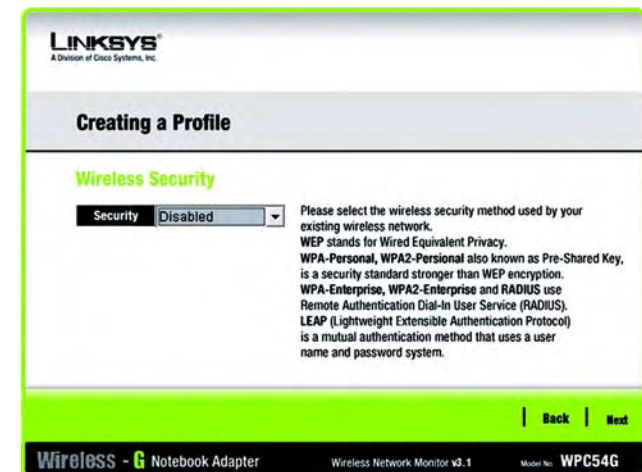 LINKSYS®
A Division of Cisco Systems, Inc.
Creating a Profile
Wireless Security
Security Disabled
Please select the wireless security method used by your
existing wireless network.
WEP stands for Wired Equivalent Privacy.
WPA-Personal, WPA2-Persional also known as Pre-Shared Key,
is a security standard stronger than WEP encryption.
WPA-Enterprise, WPA2-Enterprise and RADIUS use
Remote Authentication Dial-In User Service (RADIUS).
LEAP (Lightweight Extensible Authentication Protocol)
is a mutual authentication method that uses a user
name and password system.
Back Next
Wireless - G Notebook Adapter Wireless Network Monitor v3.1 Model No. WPC54G